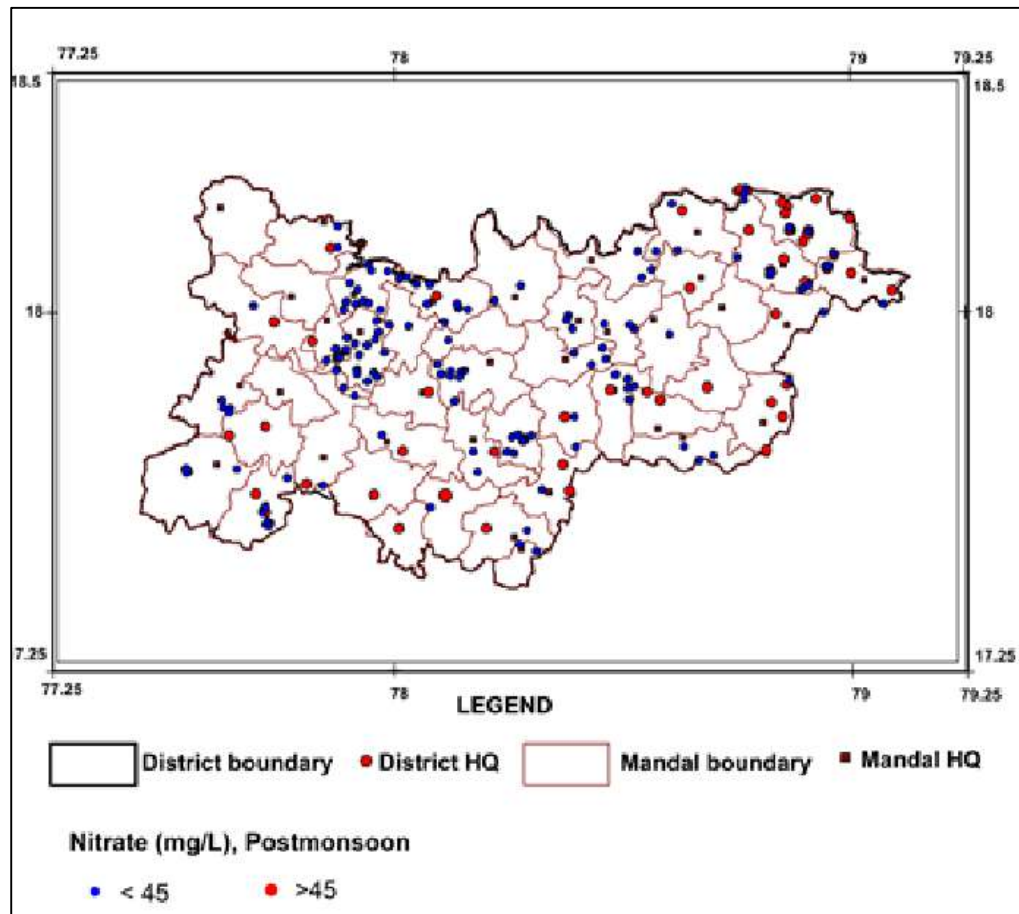 77.25 78 79 79.25
18.5 18.5
18 18
7.25 17.25
77.25 78 79 79.25
LEGEND
District boundary District HQ Mandal boundary Mandal HQ
Nitrate (mg/L), Postmonsoon
< 45 >45